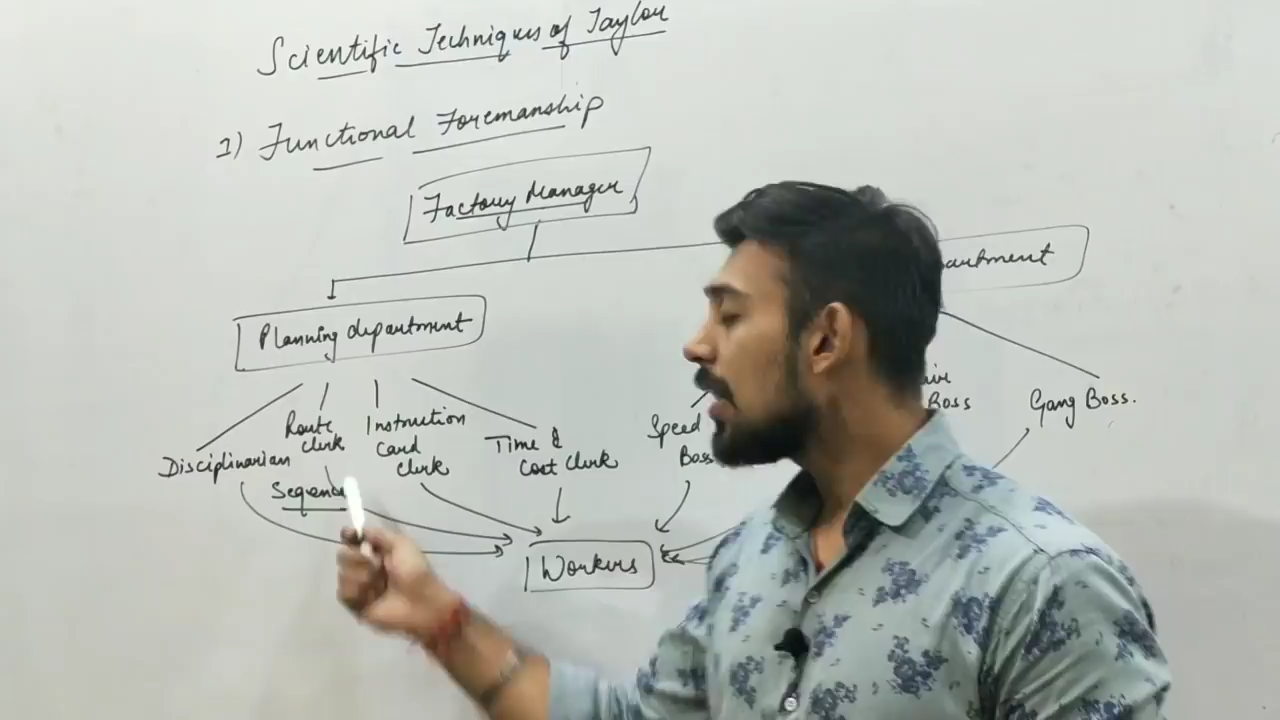 Scientific Techniques of Taylor
1) Functional Foremanship
Factory Manager
Planning department
Disciplinarian
Route
Clerk
Sequence
Instruction
Card
Clerk
Time &
Cost Clerk
Speed
Boss
Boss
Gang Boss.
Workers